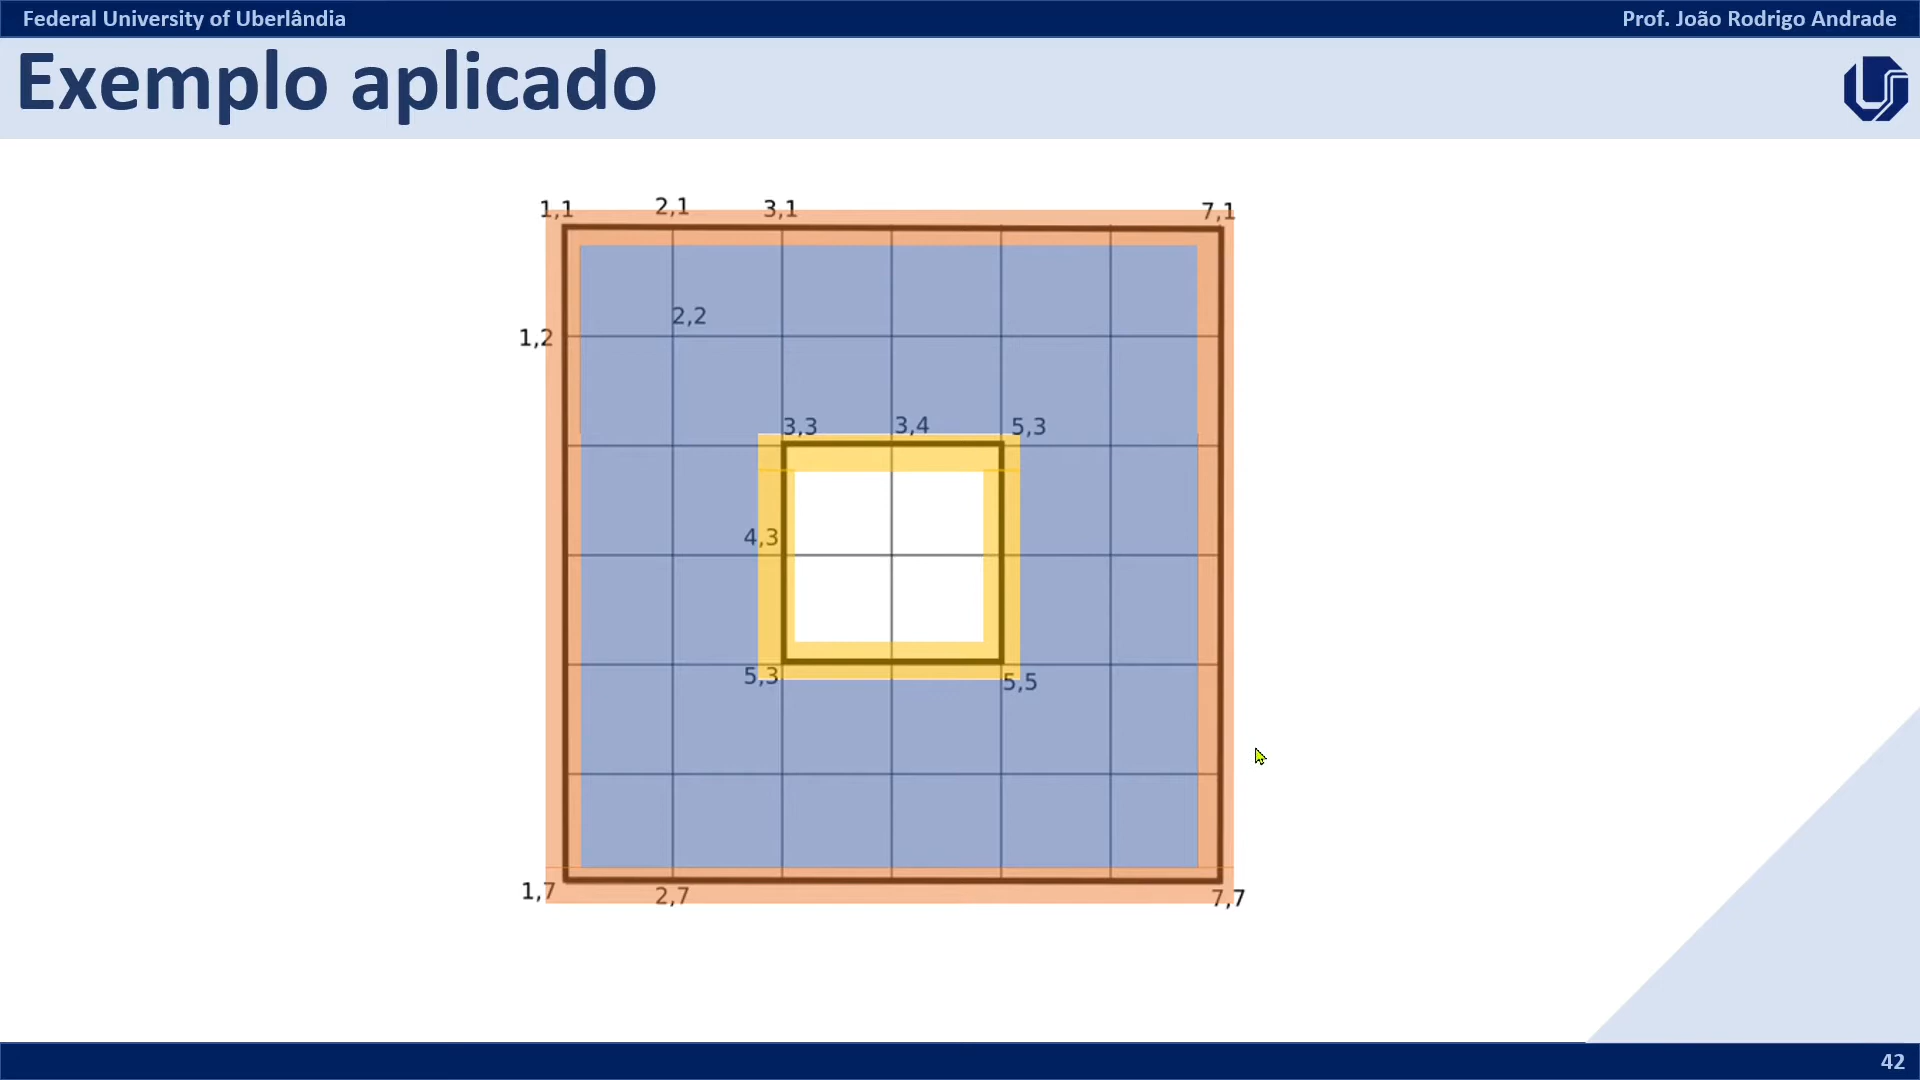 Federal University of Uberlândia
Prof. João Rodrigo Andrade
Exemplo aplicado
1,1 2,1 3,1 7,1
2,2
1,2
3,3 3,4 5,3
4,3
5,3 5,5
1,7 2,7 7,7
42